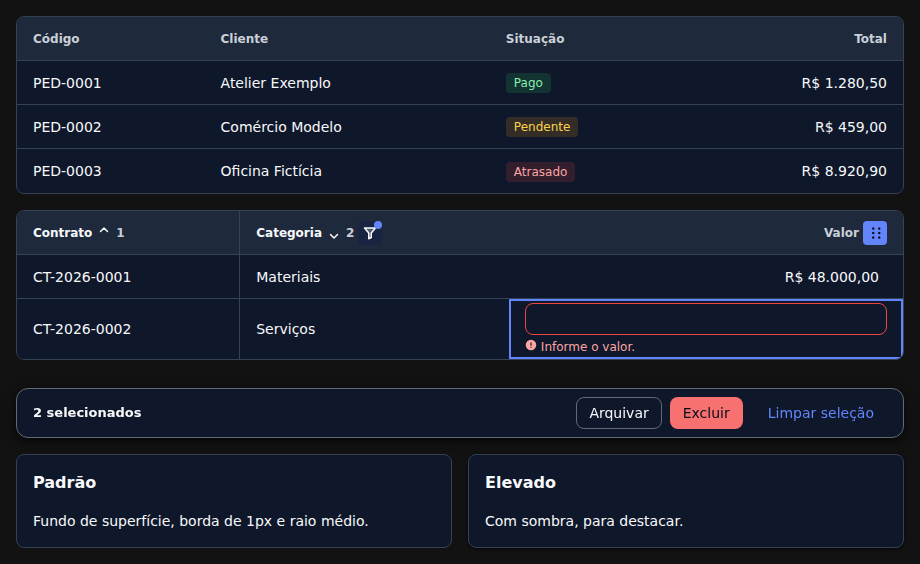 Código Cliente Situação Total
PED-0001 Atelier Exemplo Pago R$ 1.280,50
PED-0002 Comércio Modelo Pendente R$ 459,00
PED-0003 Oficina Fictícia Atrasado R$ 8.920,90
Contrato 1 Categoria 2 Valor
CT-2026-0001 Materiais R$ 48.000,00
CT-2026-0002 Serviços
Informe o valor.
2 selecionados Arquivar Excluir Limpar seleção
Padrão
Fundo de superfície, borda de 1px e raio médio.
Elevado
Com sombra, para destacar.